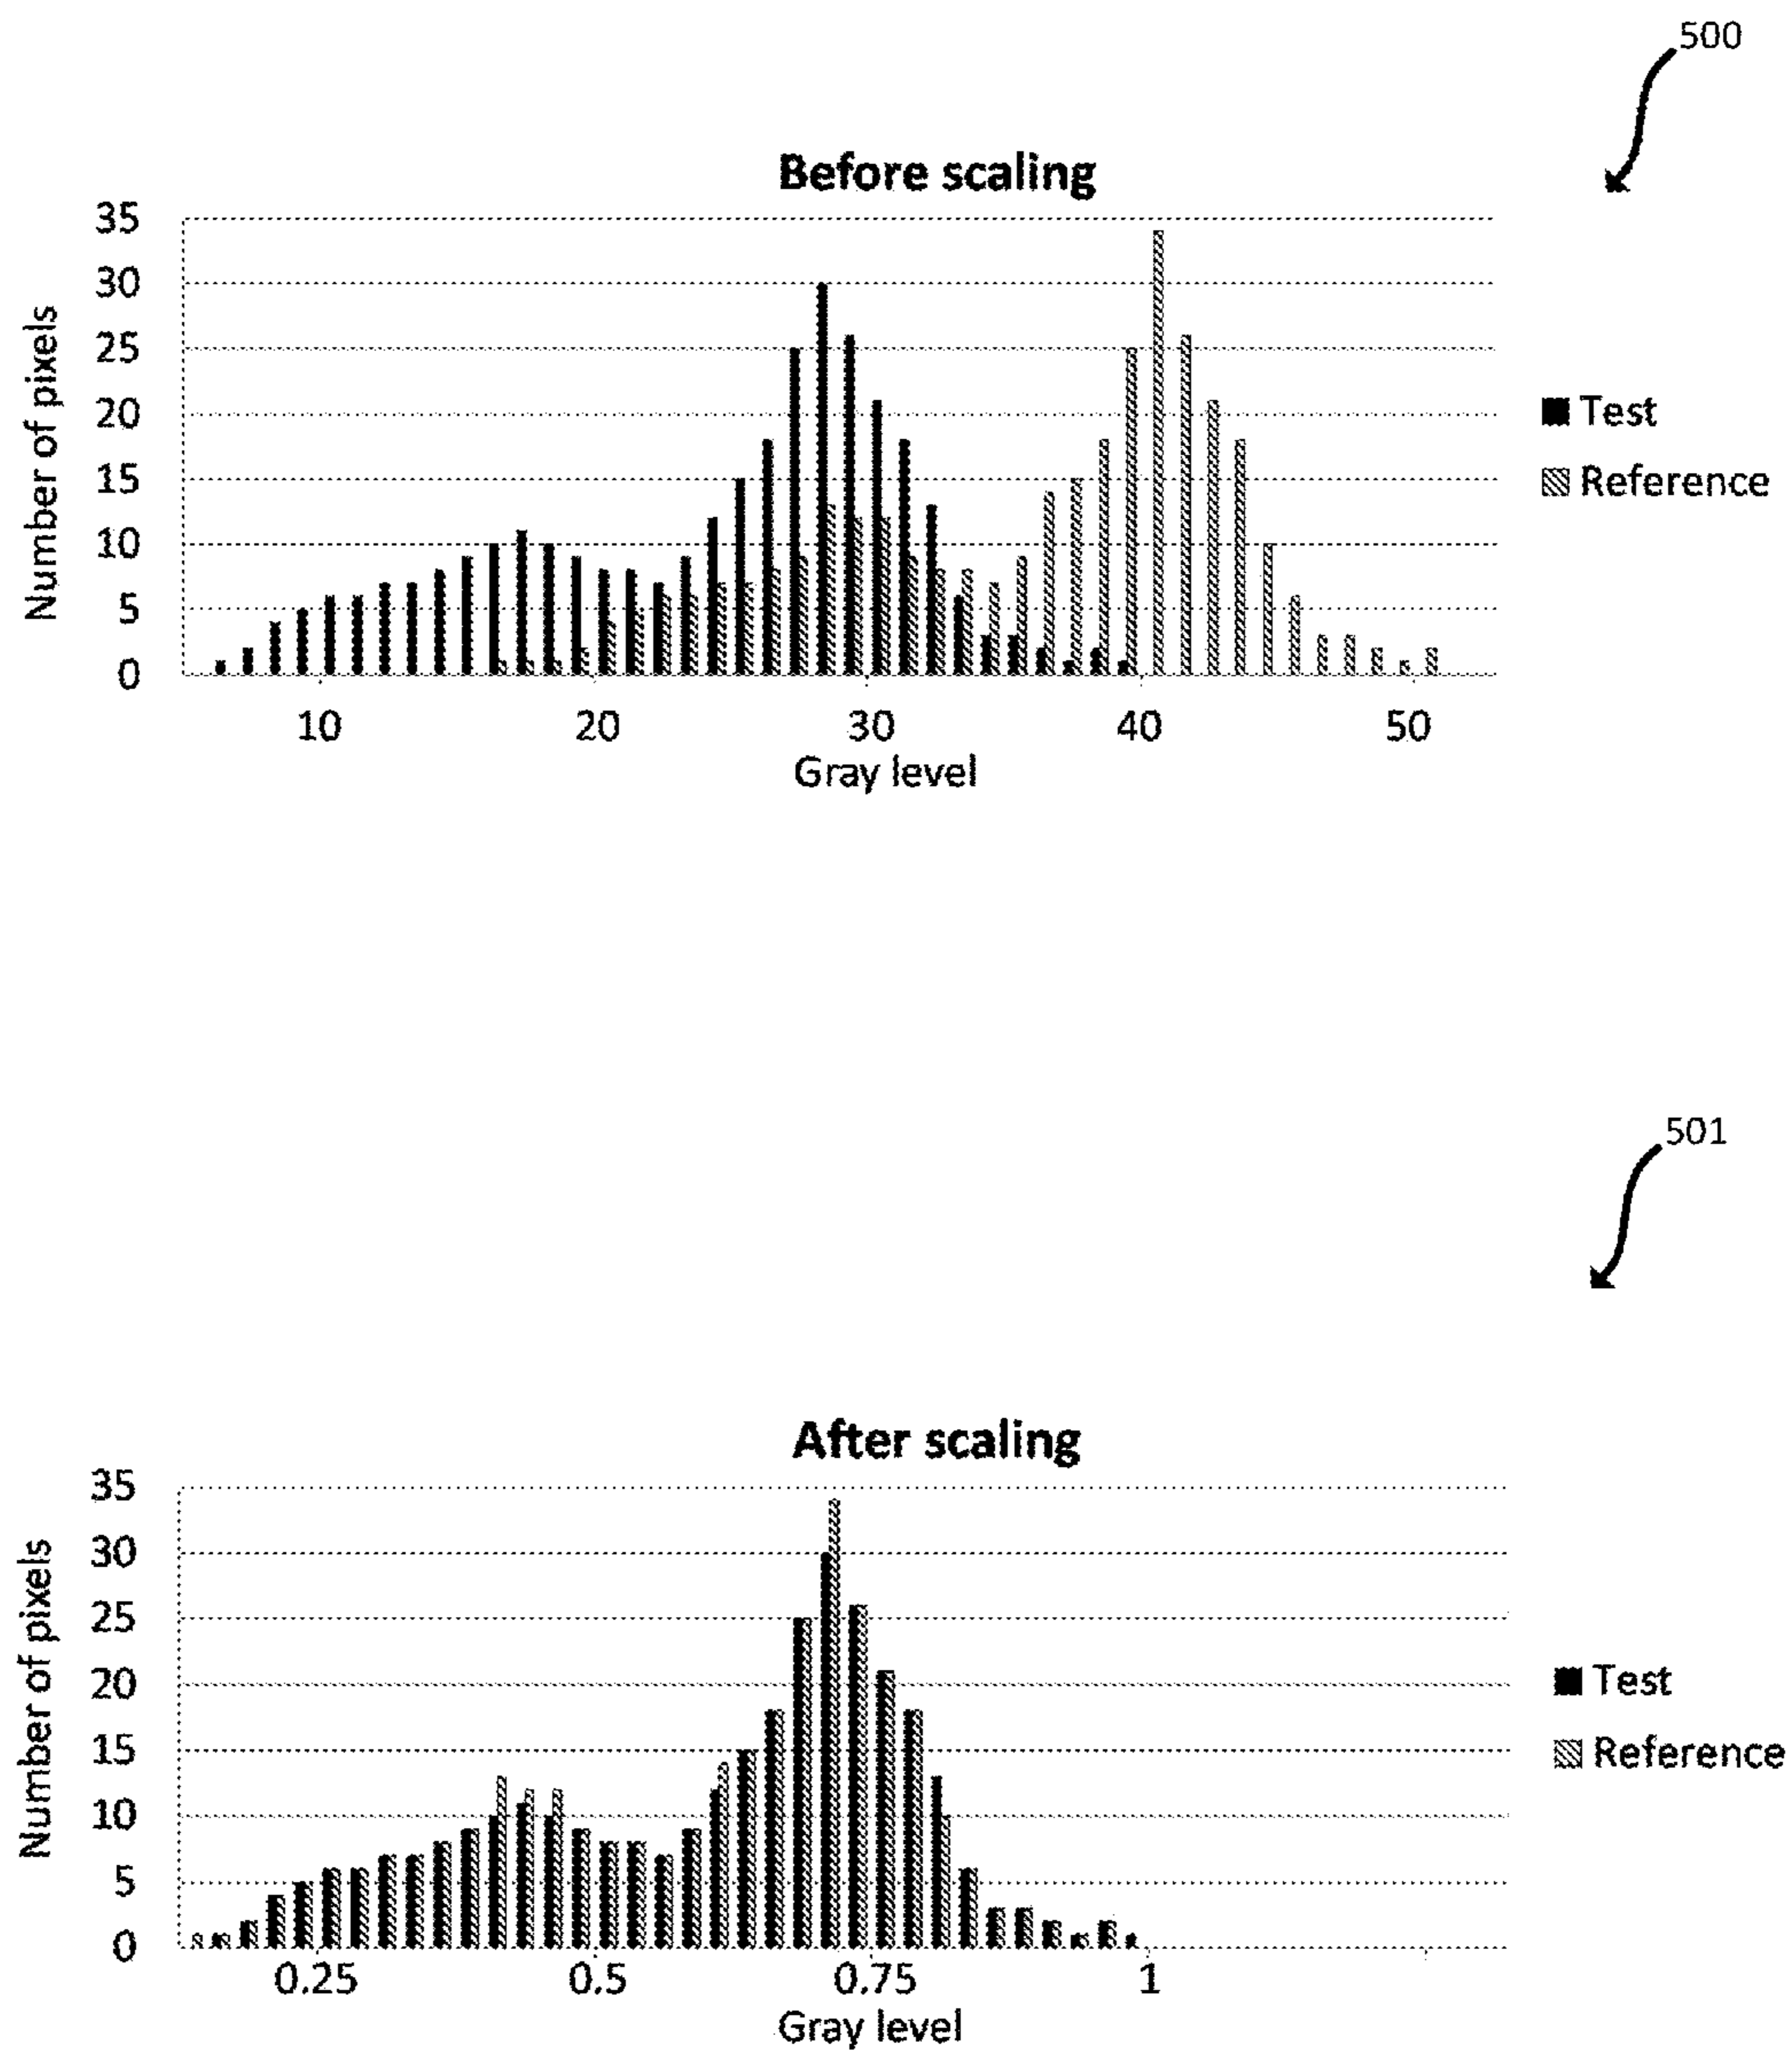 500
Before scaling
35
30
25
20
15
10
5
0
Number of pixels
10 20 30 40 50
Gray level
Test
Reference
501
After scaling
35
30
25
20
15
10
5
0
Number of pixels
0.25 0.5 0.75 1
Gray level
Test
Reference